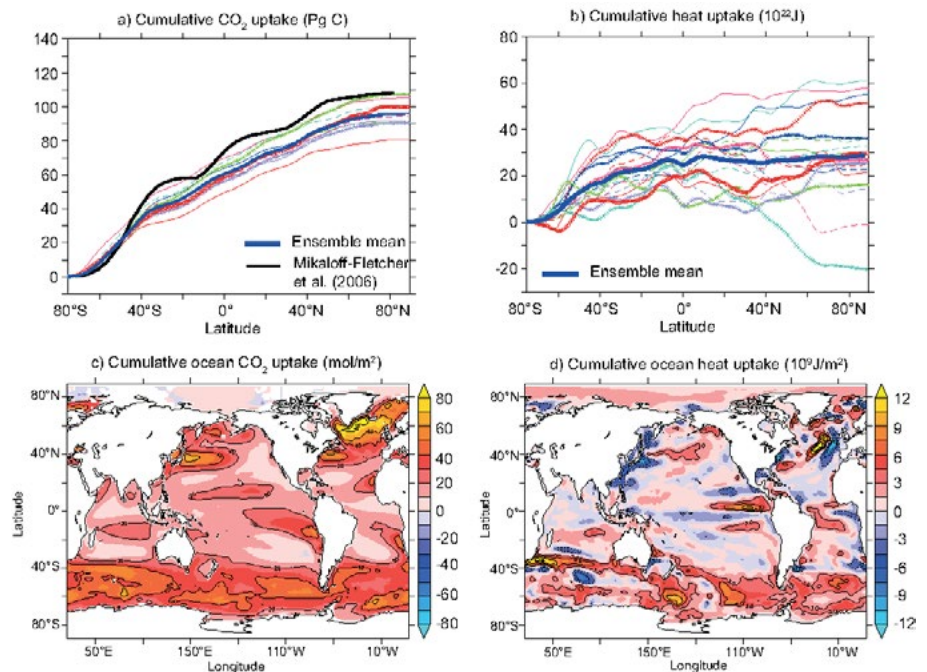 a) Cumulative CO₂ uptake (Pg C)
140
120
100
80
60
40
20
0
80°S 40°S 0° 40°N 80°N
Latitude
Ensemble mean
Mikaloff-Fletcher
et al. (2006)
b) Cumulative heat uptake (10²²J)
80
60
40
20
0
-20
80°S 40°S 0° 40°N 80°N
Latitude
Ensemble mean
c) Cumulative ocean CO₂ uptake (mol/m²)
80°N
40°N
0°
40°S
80°S
Latitude
50°E 150°E 110°W 10°W
Longitude
80
60
40
20
0
-20
-40
-60
-80
d) Cumulative ocean heat uptake (10⁹J/m²)
80°N
40°N
0°
40°S
80°S
Latitude
50°E 150°E 110°W 10°W
Longitude
12
9
6
3
0
-3
-6
-9
-12